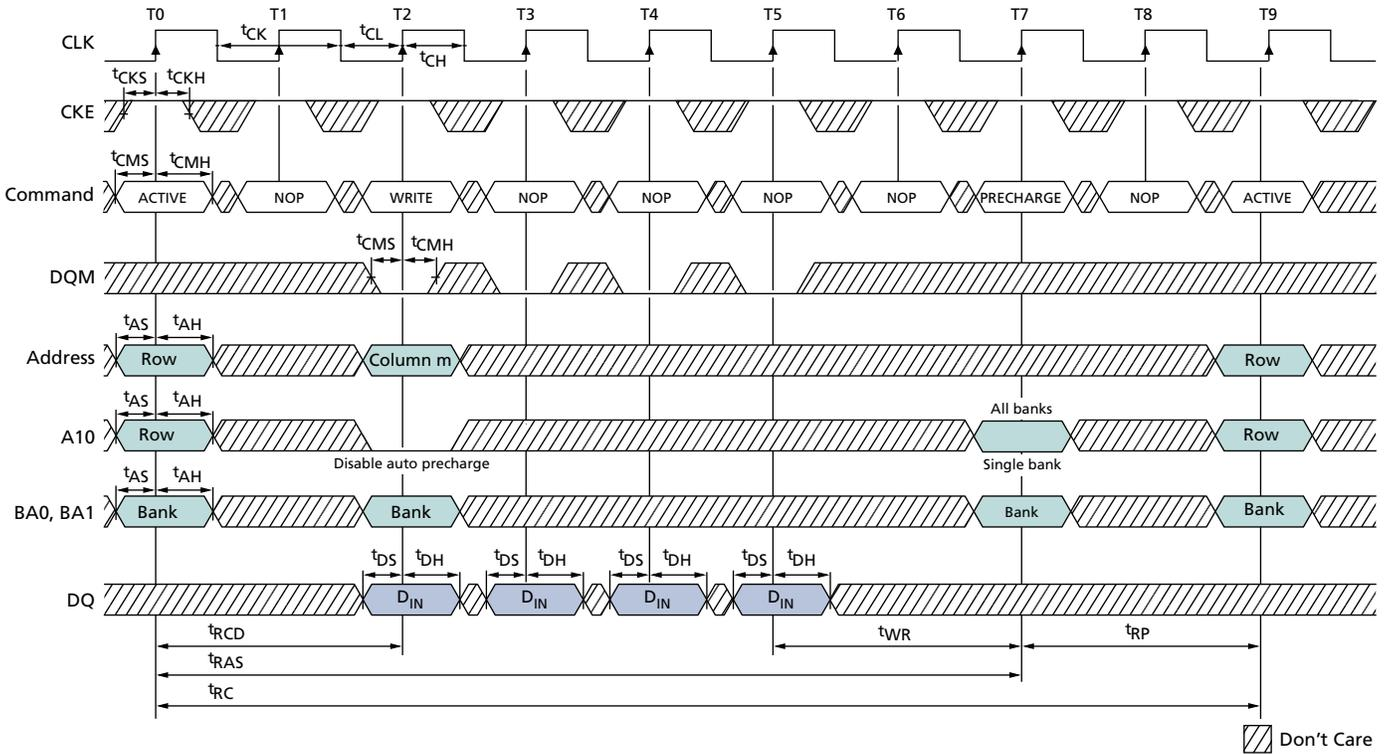 T0 T1 T2 T3 T4 T5 T6 T7 T8 T9
CLK
tCK tCL
tCH
tCKS tCKH
CKE
tCMS tCMH
Command ACTIVE NOP WRITE NOP NOP NOP NOP PRECHARGE NOP ACTIVE
tCMS tCMH
DQM
tAS tAH
Address Row Column m Row
tAS tAH
All banks
A10 Row Row
Disable auto precharge Single bank
tAS tAH
BA0, BA1 Bank Bank Bank Bank
tDS tDH tDS tDH tDS tDH tDS tDH
DQ DIN DIN DIN DIN
tRCD tWR tRP
tRAS
tRC
Don't Care